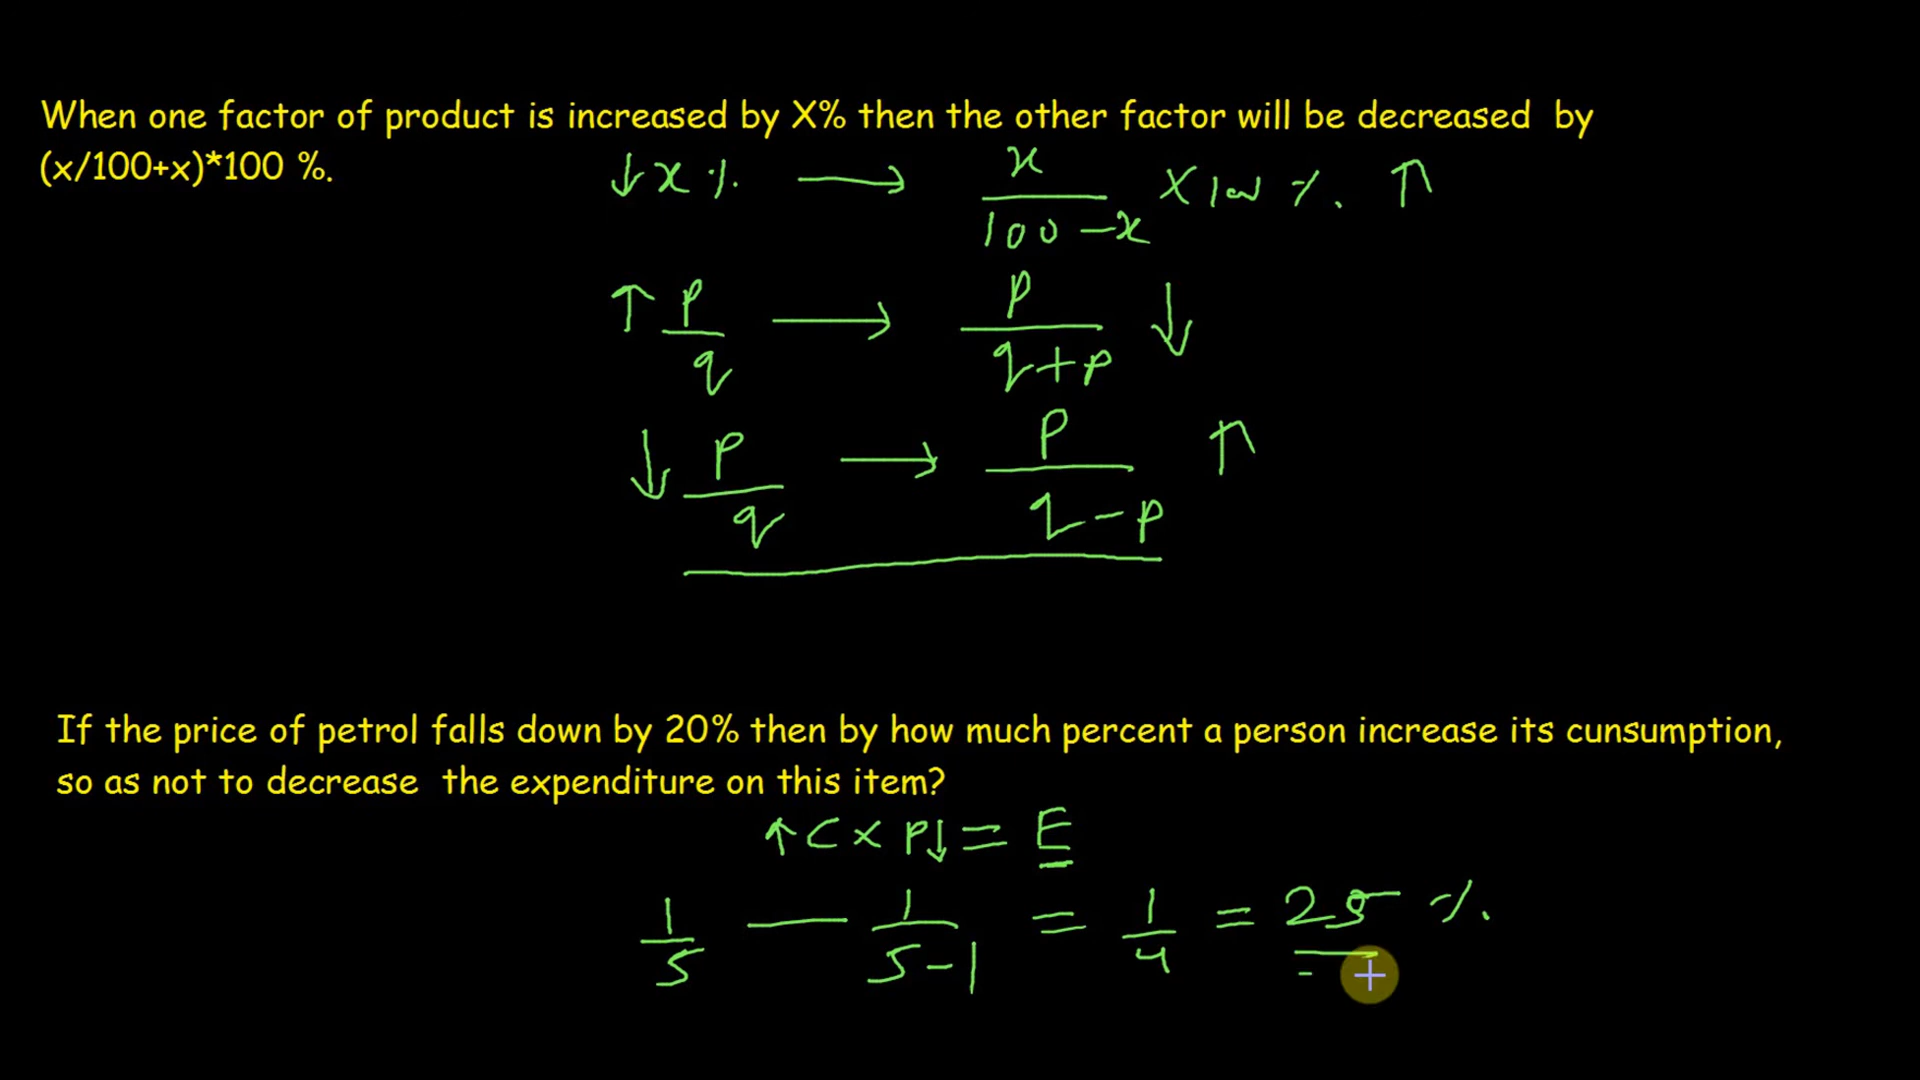 When one factor of product is increased by X% then the other factor will be decreased by
(x/100+x)*100 %.
↓ x % → x / 100 - x × 100 % . ↑
↑ p / q → p / q + p ↓
↓ p / q → p / q - p ↑
If the price of petrol falls down by 20% then by how much percent a person increase its cunsumption,
so as not to decrease the expenditure on this item?
↑ C × P ↓ = E
1 / 5 — 1 / 5 - 1 = 1 / 4 = 25 %.